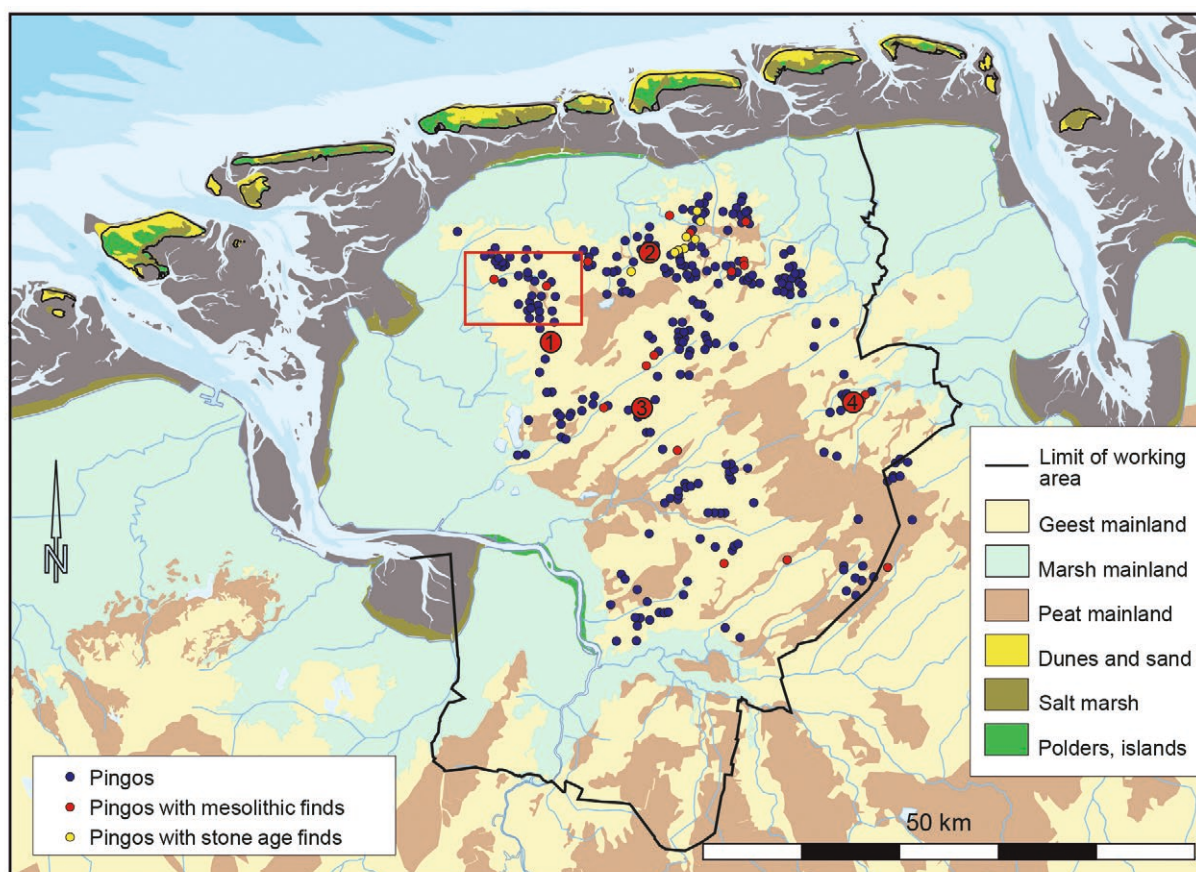 2
1
3
4
N
Limit of working
area
Geest mainland
Marsh mainland
Peat mainland
Dunes and sand
Salt marsh
Polders, islands
Pingos
Pingos with mesolithic finds
Pingos with stone age finds
50 km